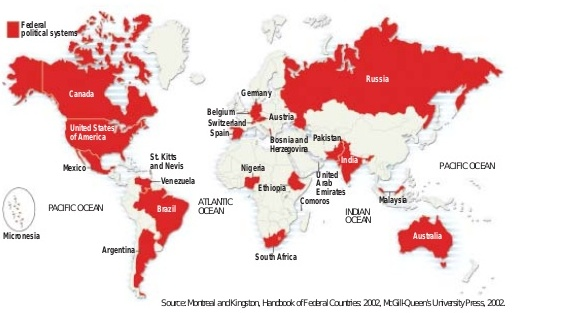 Federal
political systems
Canada
United States
of America
Mexico
St. Kitts
and Nevis
Venezuela
Brazil
Argentina
Micronesia
PACIFIC OCEAN
ATLANTIC
OCEAN
Germany
Belgium
Switzerland
Spain
Austria
Bosnia and
Herzegovina
Russia
Pakistan
India
Nigeria
Ethiopia
United
Arab
Emirates
Comoros
South Africa
INDIAN
OCEAN
Malaysia
Australia
PACIFIC OCEAN
Source: Montreal and Kingston, Handbook of Federal Countries: 2002, McGill-Queen's University Press, 2002.